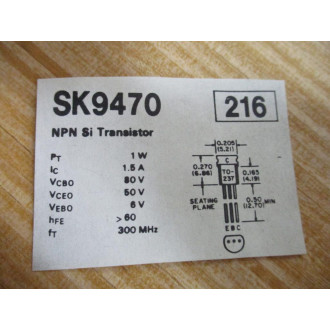 SK9470
216
NPN Si Transistor
PT 1 W
IC 1.5 A
VCBO 80 V
VCEO 50 V
VEBO 6 V
hFE >60
fT 300 MHz
0.205
(5.21)
0.270
(6.86)
C
TO-
237
0.165
(4.19)
SEATING
PLANE
0.50 MIN
(12.70)
E B C